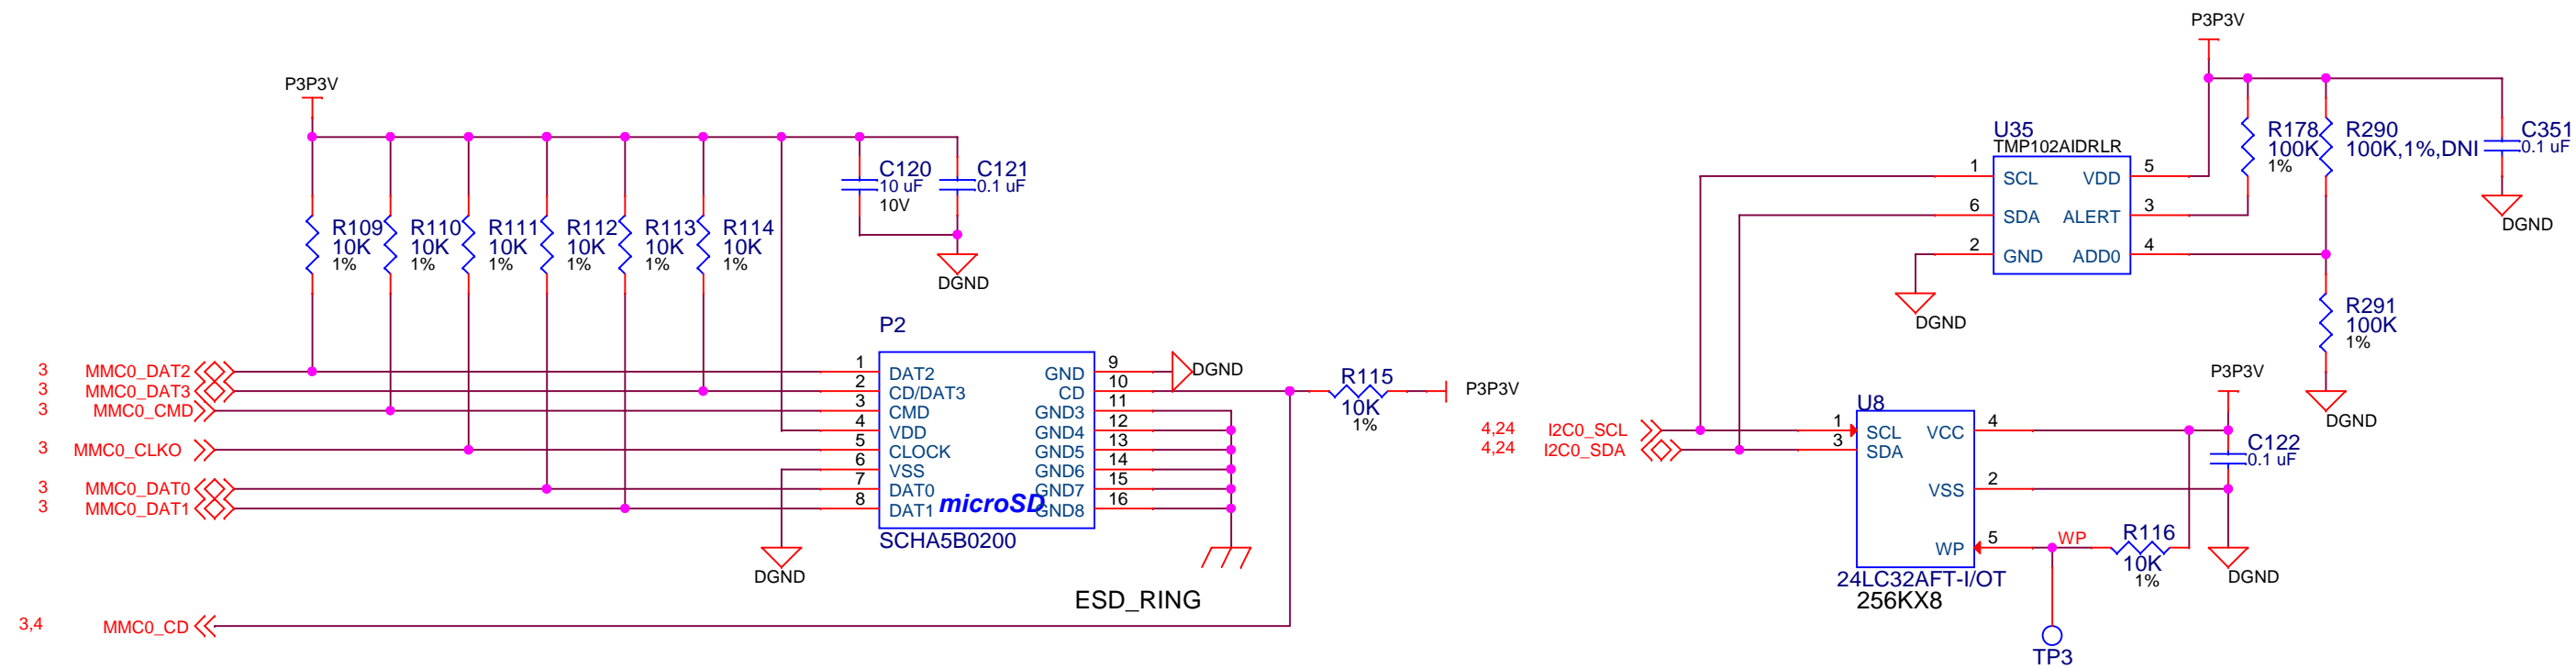 P3P3V
R109
10K
1%
R110
10K
1%
R111
10K
1%
R112
10K
1%
R113
10K
1%
R114
10K
1%
C120
10 uF
10V
C121
0.1 uF
DGND
P2
3 MMC0_DAT2
3 MMC0_DAT3
3 MMC0_CMD
3 MMC0_CLKO
3 MMC0_DAT0
3 MMC0_DAT1
3,4 MMC0_CD
1 DAT2
2 CD/DAT3
3 CMD
4 VDD
5 CLOCK
6 VSS
7 DAT0
8 DAT1
microSD
GND 9
CD 10
GND3 11
GND4 12
GND5 13
GND6 14
GND7 15
GND8 16
SCHA5B0200
DGND
DGND
ESD_RING
R115
10K
1%
P3P3V
P3P3V
U35
TMP102AIDRLR
1 SCL
6 SDA
2 GND
VDD 5
ALERT 3
ADD0 4
DGND
R178
100K
1%
R290
100K,1%,DNI
C351
0.1 uF
DGND
R291
100K
1%
DGND
4,24 I2C0_SCL
4,24 I2C0_SDA
U8
1 SCL
3 SDA
VCC 4
VSS 2
WP 5
24LC32AFT-I/OT
256KX8
P3P3V
C122
0.1 uF
WP
R116
10K
1%
DGND
TP3